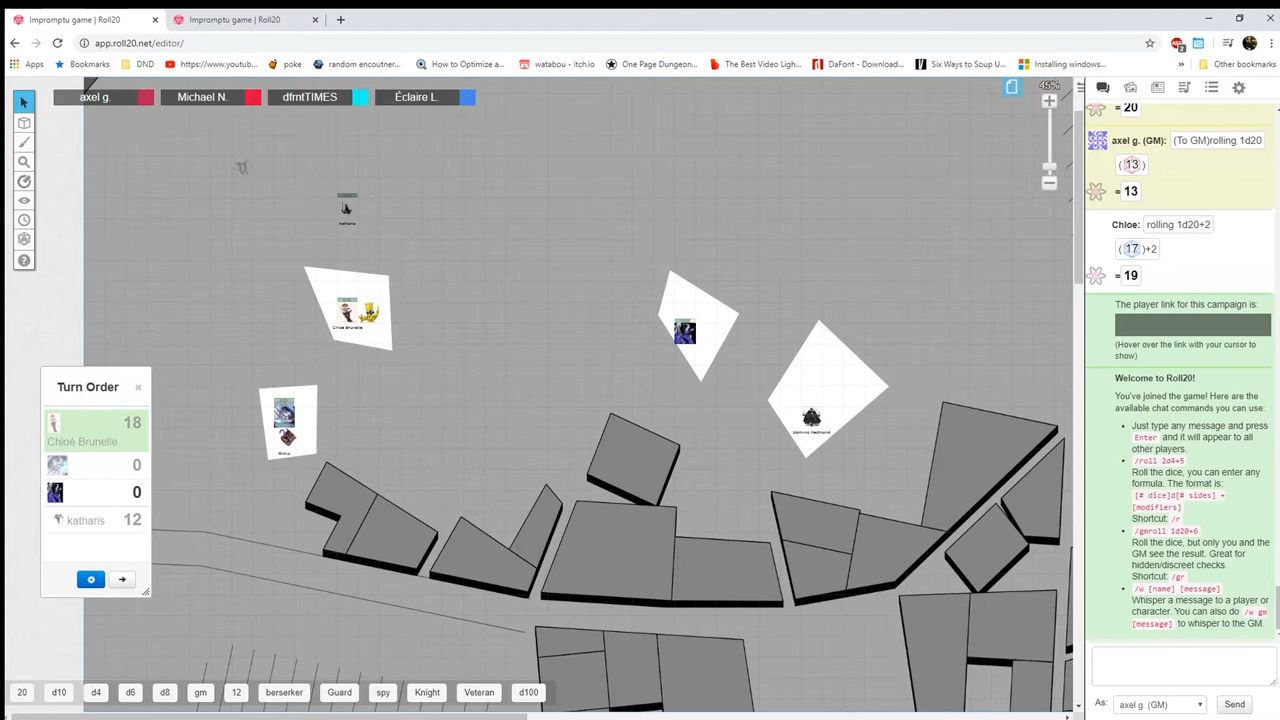 Impromptu game | Roll20
Impromptu game | Roll20
app.roll20.net/editor/
Apps
Bookmarks
DND
https://www.youtub...
poke
random encoutner...
How to Optimize a...
watabou - itch.io
One Page Dungeon...
The Best Video Ligh...
DaFont - Download...
Six Ways to Soup U...
Installing windows...
»
Other bookmarks
axel g.
Michael N.
dfrntTIMES
Éclaire L.
45%
katharis
Chloé Brunelle
Dominic Redmond
Turn Order
18
Chloé Brunelle
0
0
katharis 12
20
d10
d4
d6
d8
gm
12
berserker
Guard
spy
Knight
Veteran
d100
= 20
axel g. (GM): (To GM)rolling 1d20
(13)
= 13
Chloe: rolling 1d20+2
(17)+2
= 19
The player link for this campaign is:
(Hover over the link with your cursor to
show)
Welcome to Roll20!
You've joined the game! Here are the
available chat commands you can use:
• Just type any message and press
Enter and it will appear to all
other players.
• /roll 2d4+5
Roll the dice, you can enter any
formula. The format is:
[# dice]d[# sides] +
[modifiers]
Shortcut: /r
• /gmroll 1d20+6
Roll the dice, but only you and the
GM see the result. Great for
hidden/discreet checks.
Shortcut: /gr
• /w [name] [message]
Whisper a message to a player or
character. You can also do /w gm
[message] to whisper to the GM.
As: axel g. (GM)
Send